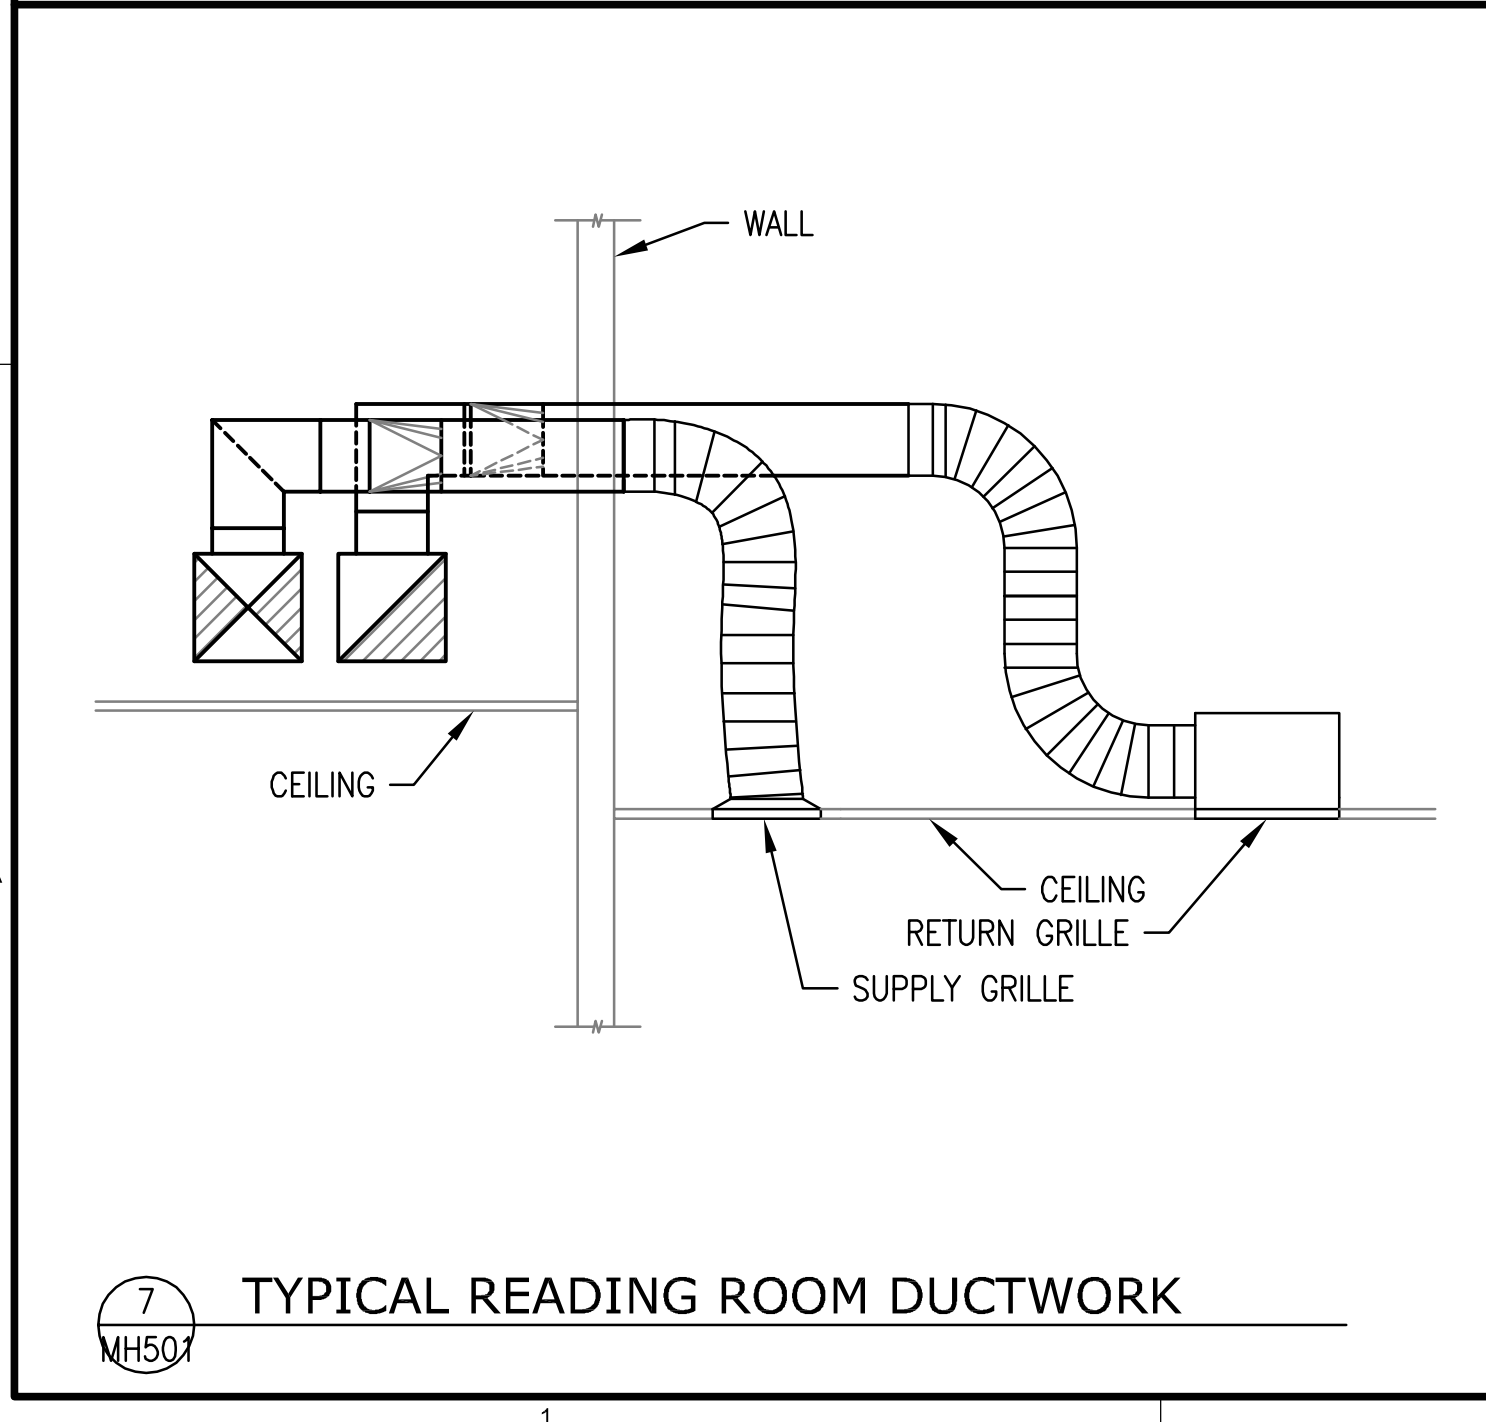 WALL
CEILING
CEILING
RETURN GRILLE
SUPPLY GRILLE
7
MH501
TYPICAL READING ROOM DUCTWORK
1